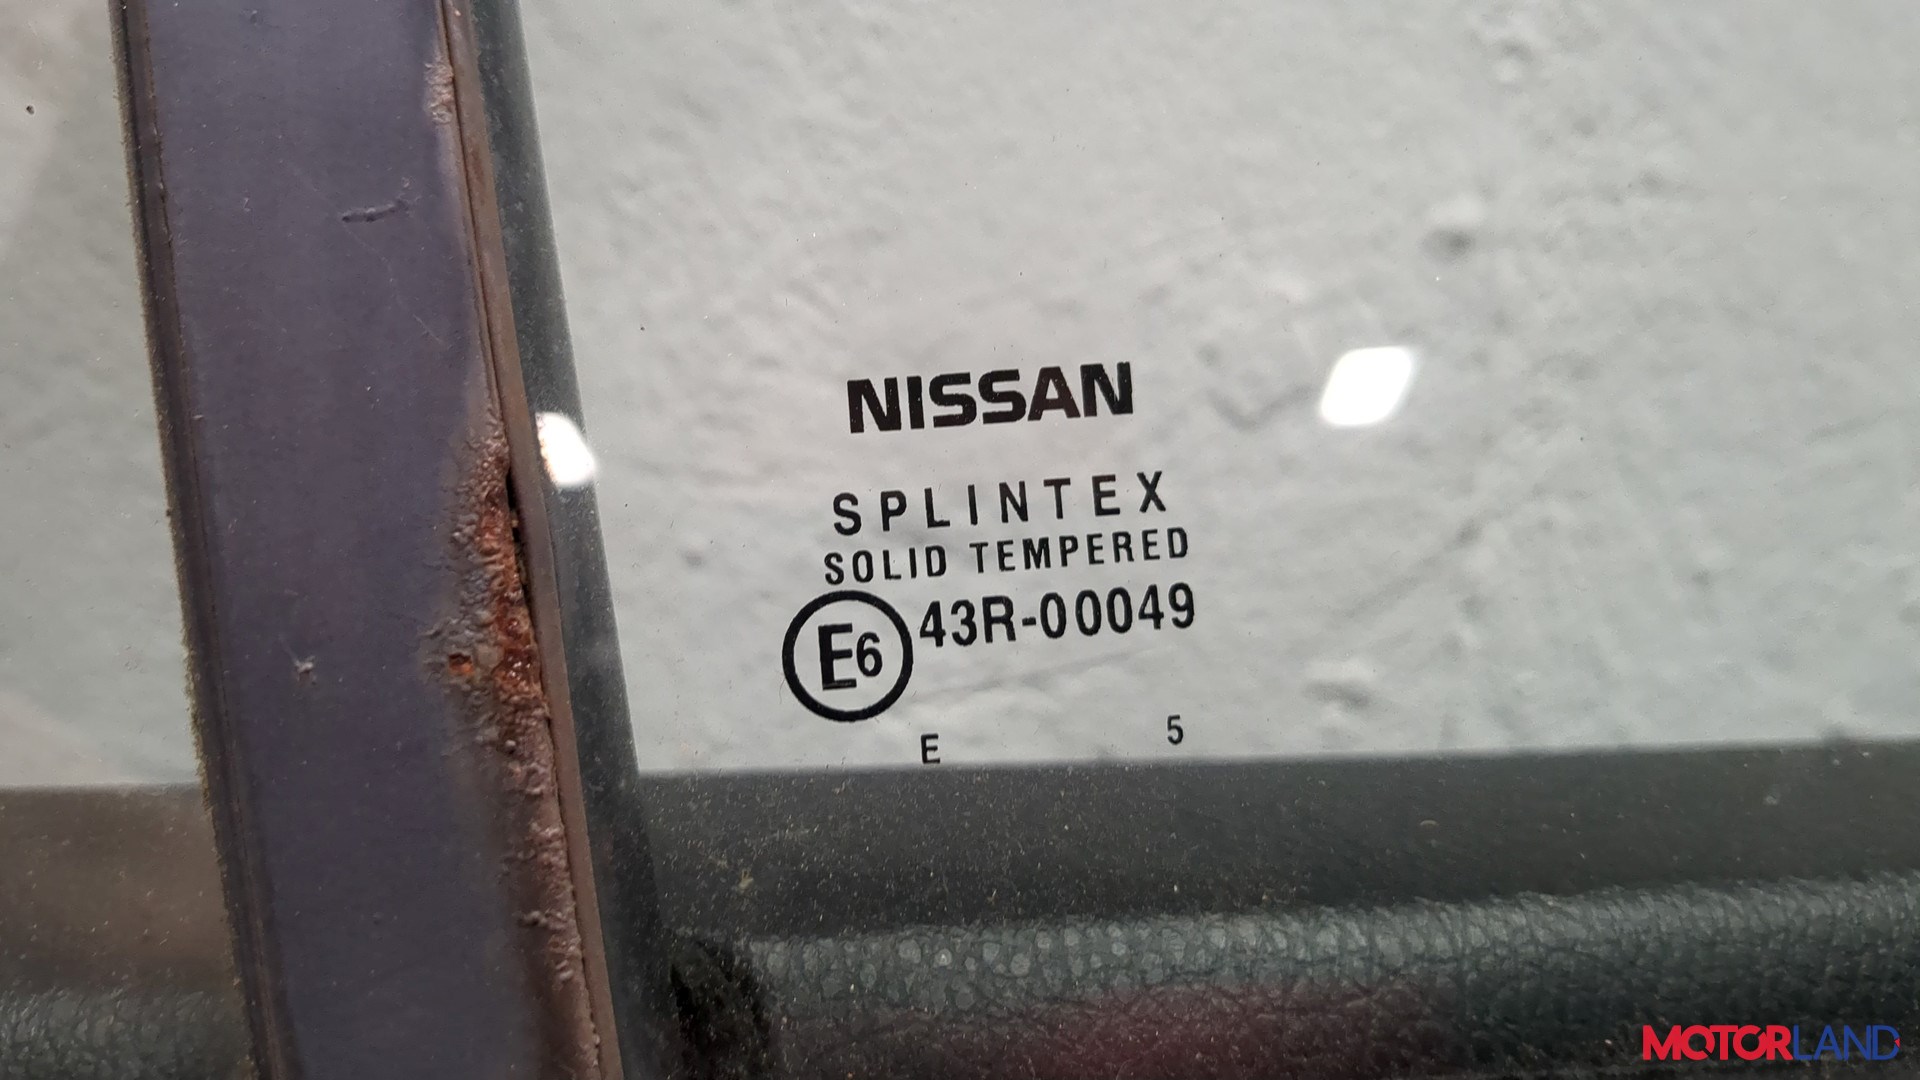 NISSAN
SPLINTEX
SOLID TEMPERED
E6 43R-00049
E 5
MOTORLAND